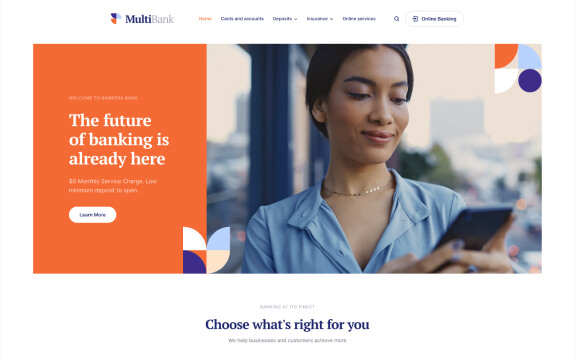 MultiBank
Home Cards and accounts Deposits Insurance Online services Online Banking
WELCOME TO BANKERS BANK
The future
of banking is
already here
$0 Monthly Service Charge. Low
minimum deposit to open.
Learn More
BANKING AT ITS FINEST
Choose what's right for you
We help businesses and customers achieve more